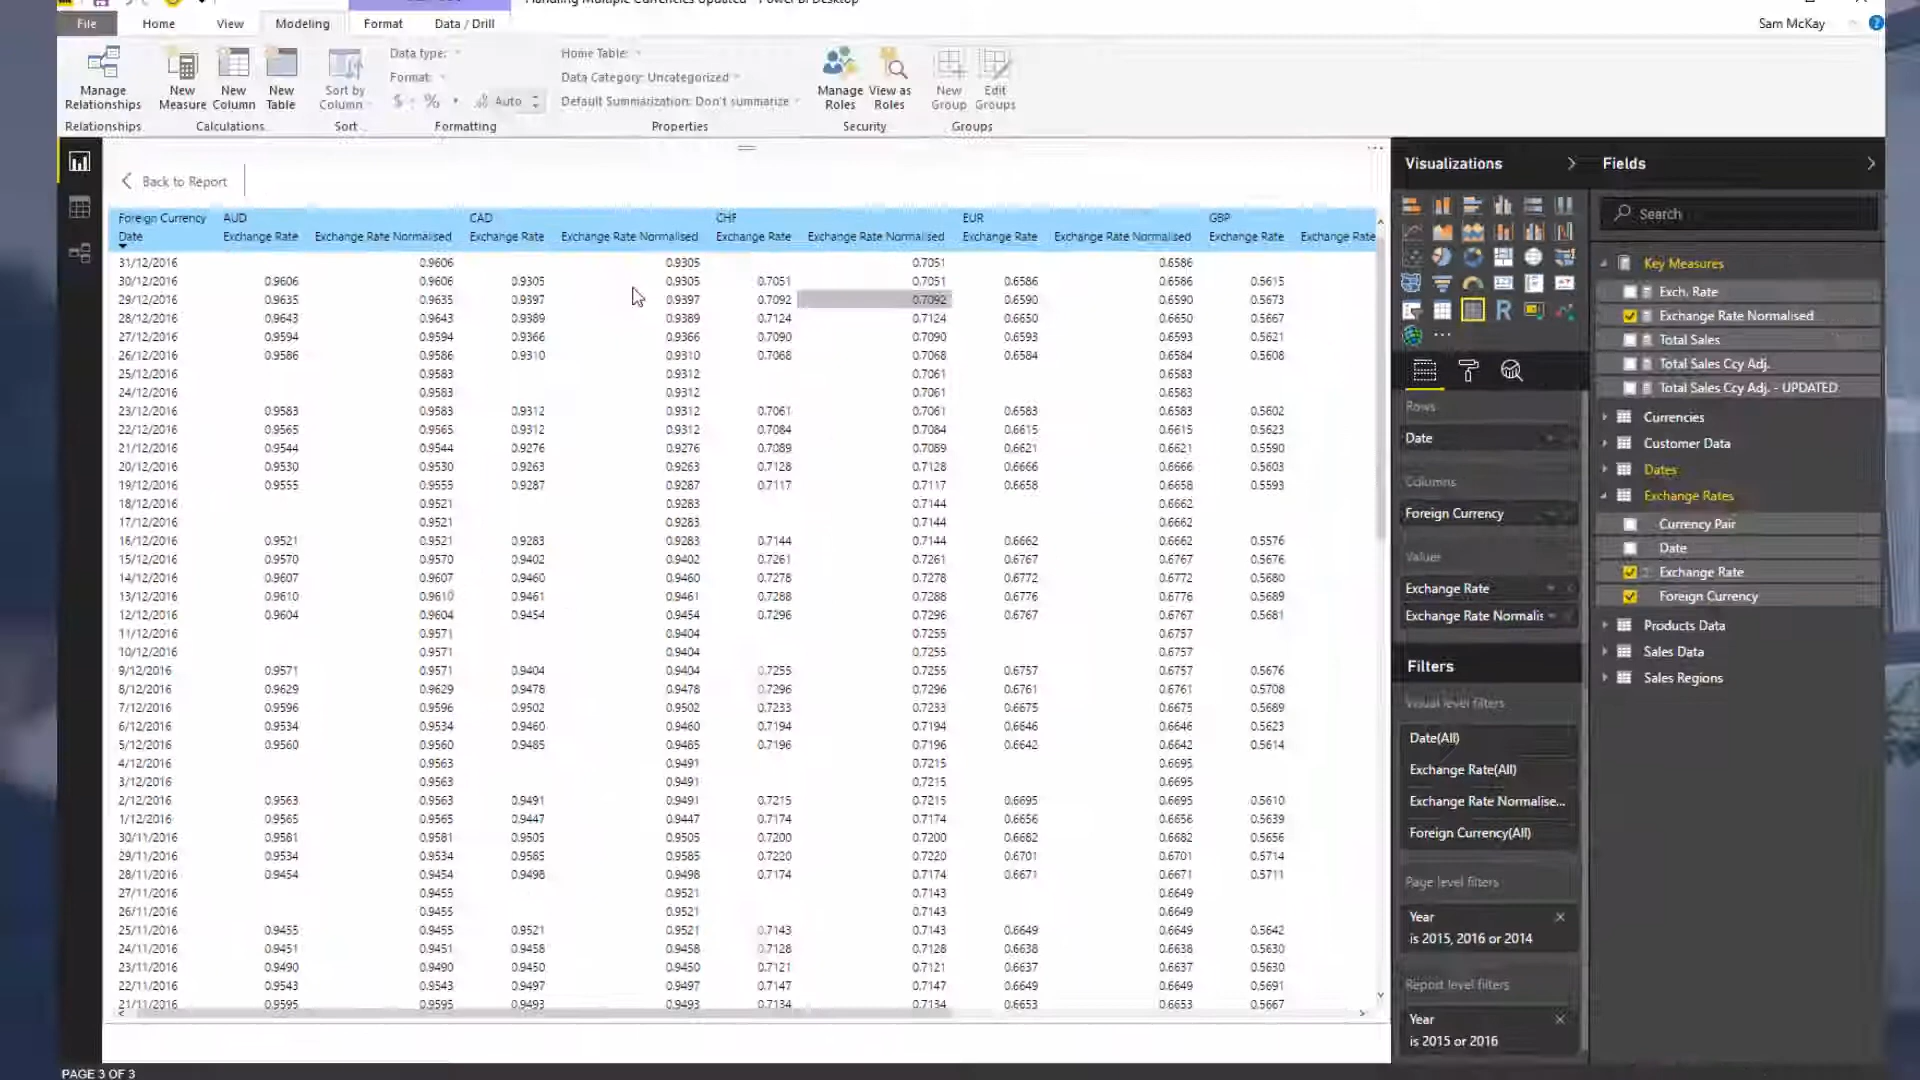 Handling Multiple Currencies Updated - Power BI Desktop
File Home View Modeling Format Data / Drill Sam McKay
Manage Relationships
New Measure
New Column
New Table
Sort by Column
Data type:
Format:
$ % Auto
Home Table:
Data Category: Uncategorized
Default Summarization: Don't summarize
Manage Roles
View as Roles
New Group
Edit Groups
Relationships Calculations Sort Formatting Properties Security Groups
Back to Report
Foreign Currency AUD CAD CHF EUR GBP
Date Exchange Rate Exchange Rate Normalised Exchange Rate Exchange Rate Normalised Exchange Rate Exchange Rate Normalised Exchange Rate Exchange Rate Normalised Exchange Rate Exchange Rate
31/12/2016 0.9606 0.9305 0.7051 0.6586
30/12/2016 0.9606 0.9606 0.9305 0.9305 0.7051 0.7051 0.6586 0.6586 0.5615
29/12/2016 0.9635 0.9635 0.9397 0.9397 0.7092 0.7092 0.6590 0.6590 0.5673
28/12/2016 0.9643 0.9643 0.9389 0.9389 0.7124 0.7124 0.6650 0.6650 0.5667
27/12/2016 0.9594 0.9594 0.9366 0.9366 0.7090 0.7090 0.6593 0.6593 0.5621
26/12/2016 0.9586 0.9586 0.9310 0.9310 0.7068 0.7068 0.6584 0.6584 0.5608
25/12/2016 0.9583 0.9312 0.7061 0.6583
24/12/2016 0.9583 0.9312 0.7061 0.6583
23/12/2016 0.9583 0.9583 0.9312 0.9312 0.7061 0.7061 0.6583 0.6583 0.5602
22/12/2016 0.9565 0.9565 0.9312 0.9312 0.7084 0.7084 0.6615 0.6615 0.5623
21/12/2016 0.9544 0.9544 0.9276 0.9276 0.7089 0.7089 0.6621 0.6621 0.5590
20/12/2016 0.9530 0.9530 0.9263 0.9263 0.7128 0.7128 0.6666 0.6666 0.5603
19/12/2016 0.9555 0.9555 0.9287 0.9287 0.7117 0.7117 0.6658 0.6658 0.5593
18/12/2016 0.9521 0.9283 0.7144 0.6662
17/12/2016 0.9521 0.9283 0.7144 0.6662
16/12/2016 0.9521 0.9521 0.9283 0.9283 0.7144 0.7144 0.6662 0.6662 0.5576
15/12/2016 0.9570 0.9570 0.9402 0.9402 0.7261 0.7261 0.6767 0.6767 0.5676
14/12/2016 0.9607 0.9607 0.9460 0.9460 0.7278 0.7278 0.6772 0.6772 0.5680
13/12/2016 0.9610 0.9610 0.9461 0.9461 0.7288 0.7288 0.6776 0.6776 0.5689
12/12/2016 0.9604 0.9604 0.9454 0.9454 0.7296 0.7296 0.6767 0.6767 0.5681
11/12/2016 0.9571 0.9404 0.7255 0.6757
10/12/2016 0.9571 0.9404 0.7255 0.6757
9/12/2016 0.9571 0.9571 0.9404 0.9404 0.7255 0.7255 0.6757 0.6757 0.5676
8/12/2016 0.9629 0.9629 0.9478 0.9478 0.7296 0.7296 0.6761 0.6761 0.5708
7/12/2016 0.9596 0.9596 0.9502 0.9502 0.7233 0.7233 0.6675 0.6675 0.5689
6/12/2016 0.9534 0.9534 0.9460 0.9460 0.7194 0.7194 0.6646 0.6646 0.5623
5/12/2016 0.9560 0.9560 0.9485 0.9485 0.7196 0.7196 0.6642 0.6642 0.5614
4/12/2016 0.9563 0.9491 0.7215 0.6695
3/12/2016 0.9563 0.9491 0.7215 0.6695
2/12/2016 0.9563 0.9563 0.9491 0.9491 0.7215 0.7215 0.6695 0.6695 0.5610
1/12/2016 0.9565 0.9565 0.9447 0.9447 0.7174 0.7174 0.6656 0.6656 0.5639
30/11/2016 0.9581 0.9581 0.9505 0.9505 0.7200 0.7200 0.6682 0.6682 0.5656
29/11/2016 0.9534 0.9534 0.9585 0.9585 0.7220 0.7220 0.6701 0.6701 0.5714
28/11/2016 0.9454 0.9454 0.9498 0.9498 0.7174 0.7174 0.6671 0.6671 0.5711
27/11/2016 0.9455 0.9521 0.7143 0.6649
26/11/2016 0.9455 0.9521 0.7143 0.6649
25/11/2016 0.9455 0.9455 0.9521 0.9521 0.7143 0.7143 0.6649 0.6649 0.5642
24/11/2016 0.9451 0.9451 0.9458 0.9458 0.7128 0.7128 0.6638 0.6638 0.5630
23/11/2016 0.9490 0.9490 0.9450 0.9450 0.7121 0.7121 0.6637 0.6637 0.5630
22/11/2016 0.9543 0.9543 0.9497 0.9497 0.7147 0.7147 0.6649 0.6649 0.5691
21/11/2016 0.9595 0.9595 0.9493 0.9493 0.7134 0.7134 0.6653 0.6653 0.5667
Visualizations
R
Rows
Date
Columns
Foreign Currency
Values
Exchange Rate
Exchange Rate Normalis
Filters
Visual level filters
Date(All)
Exchange Rate(All)
Exchange Rate Normalise...
Foreign Currency(All)
Page level filters
Year
is 2015, 2016 or 2014
Report level filters
Year
is 2015 or 2016
Fields
Search
Key Measures
Exch. Rate
Exchange Rate Normalised
Total Sales
Total Sales Ccy Adj.
Total Sales Ccy Adj. - UPDATED
Currencies
Customer Data
Dates
Exchange Rates
Currency Pair
Date
Exchange Rate
Foreign Currency
Products Data
Sales Data
Sales Regions
PAGE 3 OF 3